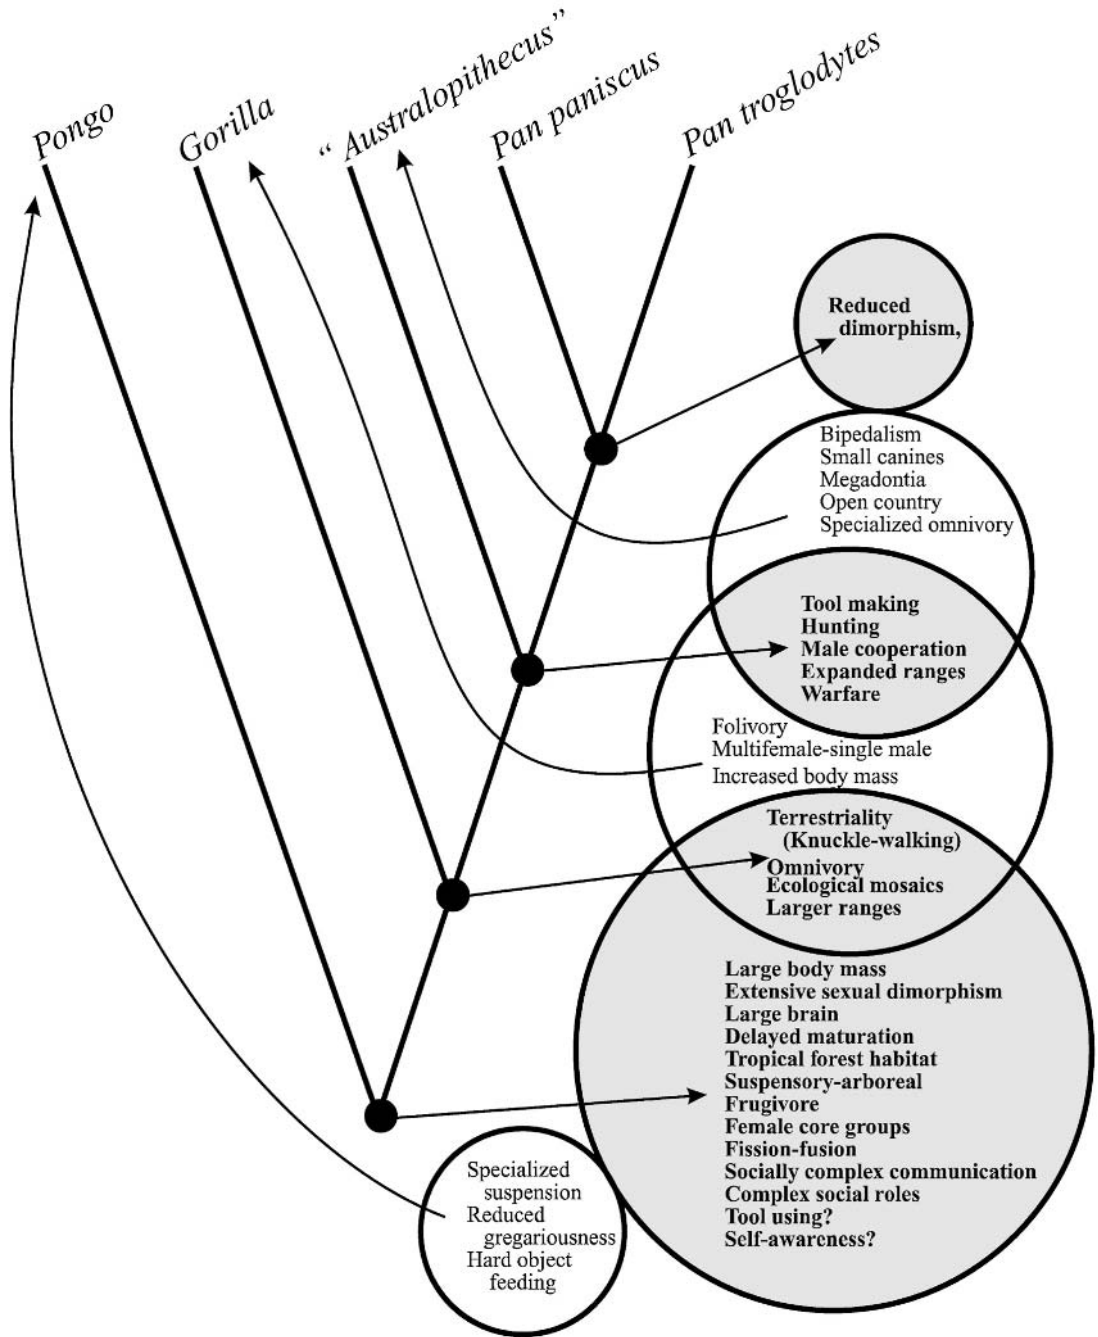 Pongo
Gorilla
“ Australopithecus”
Pan paniscus
Pan troglodytes
Reduced
dimorphism,
Bipedalism
Small canines
Megadontia
Open country
Specialized omnivory
Tool making
Hunting
Male cooperation
Expanded ranges
Warfare
Folivory
Multifemale-single male
Increased body mass
Terrestriality
(Knuckle-walking)
Omnivory
Ecological mosaics
Larger ranges
Large body mass
Extensive sexual dimorphism
Large brain
Delayed maturation
Tropical forest habitat
Suspensory-arboreal
Frugivore
Female core groups
Fission-fusion
Socially complex communication
Complex social roles
Tool using?
Self-awareness?
Specialized
suspension
Reduced
gregariousness
Hard object
feeding